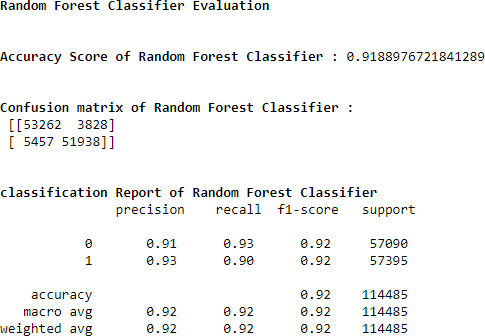 Random Forest Classifier Evaluation
Accuracy Score of Random Forest Classifier : 0.9188976721841289
Confusion matrix of Random Forest Classifier :
[[53262  3828]
[ 5457 51938]]
classification Report of Random Forest Classifier
precision    recall  f1-score   support
0       0.91      0.93      0.92     57090
1       0.93      0.90      0.92     57395
accuracy                           0.92    114485
macro avg       0.92      0.92      0.92    114485
weighted avg       0.92      0.92      0.92    114485